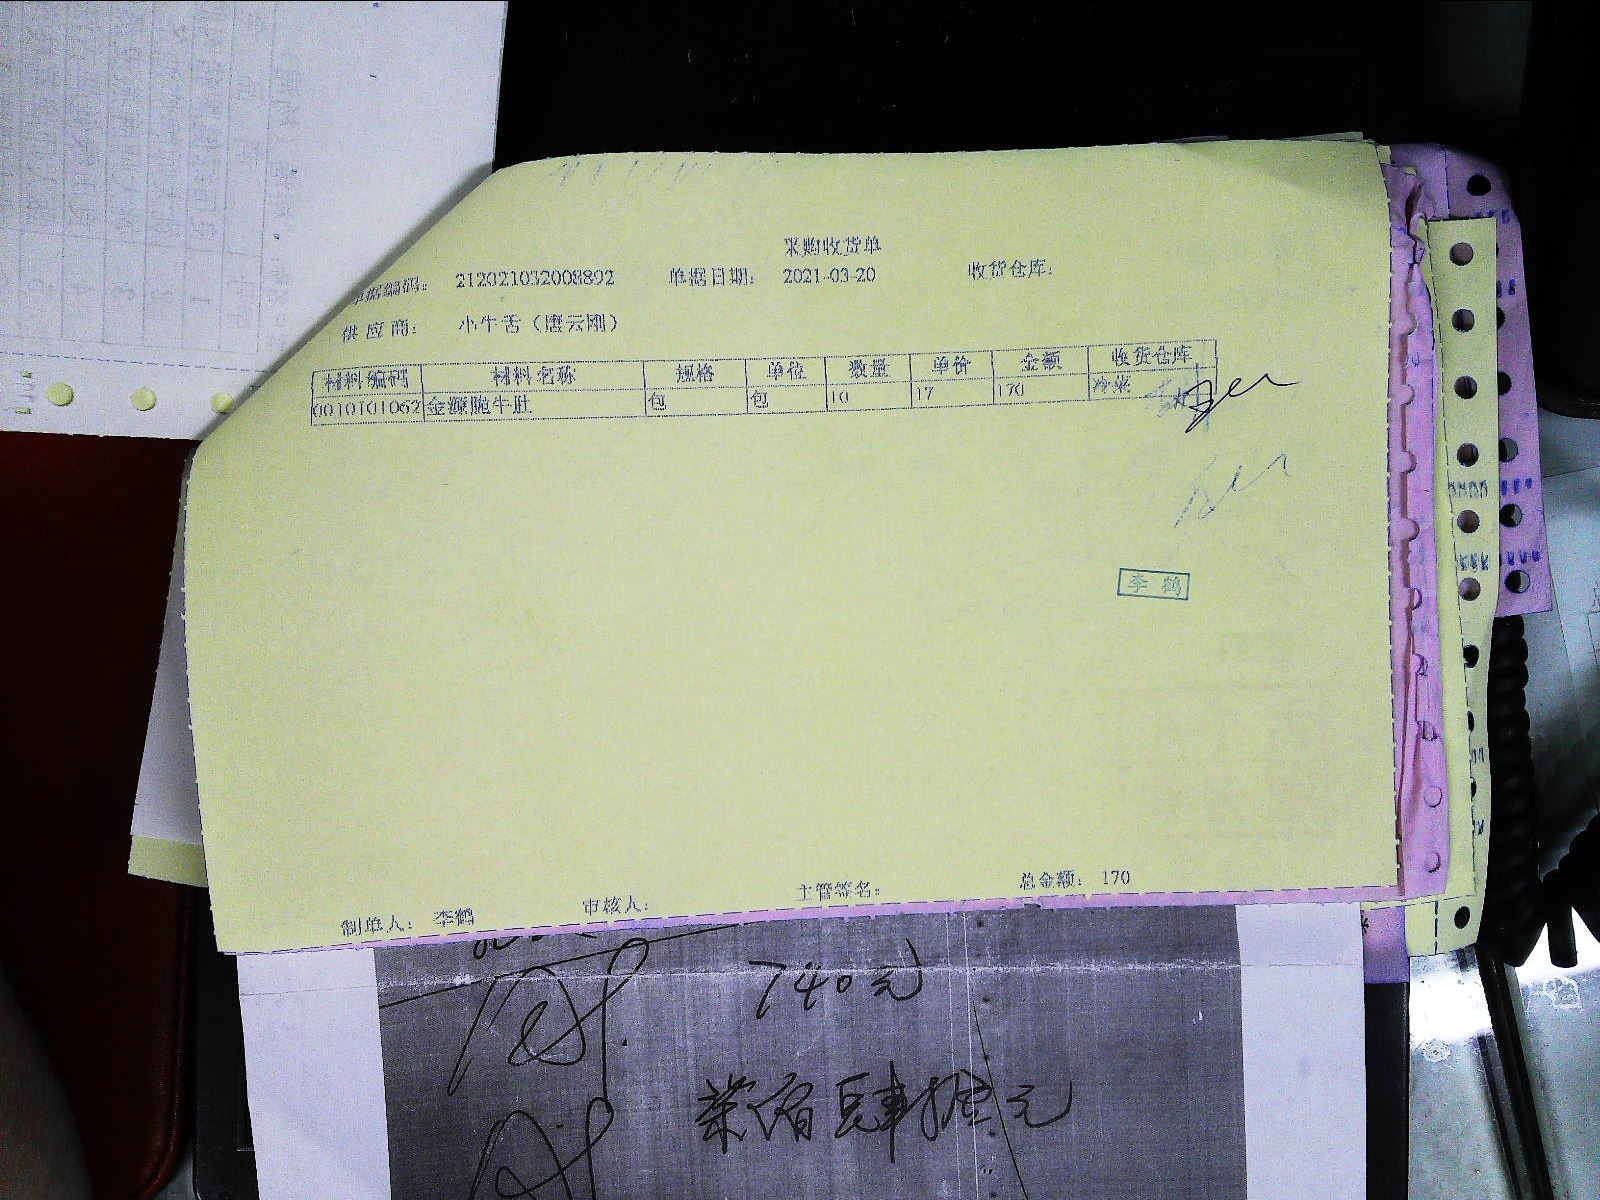 采购收货单
单据编码： 212021032008892 单据日期： 2021-03-20 收货仓库：
供应商： 小牛舌（唐云刚）
材料编码 材料名称 规格 单位 数量 单价 金额 收货仓库
0010101062 金源脆牛肚 包 包 10 17 170 冷菜
李鹤
制单人： 李鹤 审核人： 主管签名： 总金额： 170
740元
柒佰肆拾元